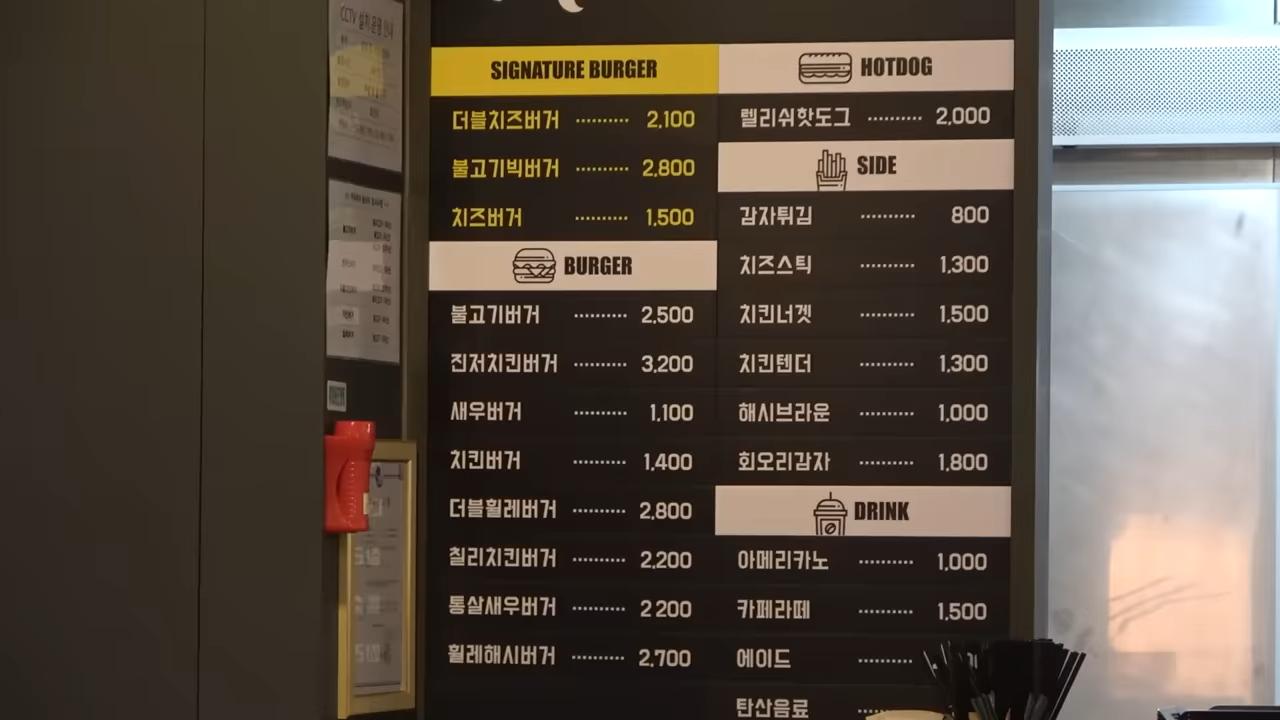 CCTV 설치 운영 안내
SIGNATURE BURGER
더블치즈버거 ·········· 2,100
불고기빅버거 ·········· 2,800
치즈버거 ·········· 1,500
BURGER
불고기버거 ·········· 2,500
진저치킨버거 ·········· 3,200
새우버거 ·········· 1,100
치킨버거 ·········· 1,400
더블휠레버거 ·········· 2,800
칠리치킨버거 ·········· 2,200
통살새우버거 ·········· 2 200
휠레해시버거 ·········· 2,700
HOTDOG
렐리쉬핫도그 ·········· 2,000
SIDE
감자튀김 ·········· 800
치즈스틱 ·········· 1,300
치킨너겟 ·········· 1,500
치킨텐더 ·········· 1,300
해시브라운 ·········· 1,000
회오리감자 ·········· 1,800
DRINK
아메리카노 ·········· 1,000
카페라떼 ·········· 1,500
에이드 ··········
탄산음료 ····